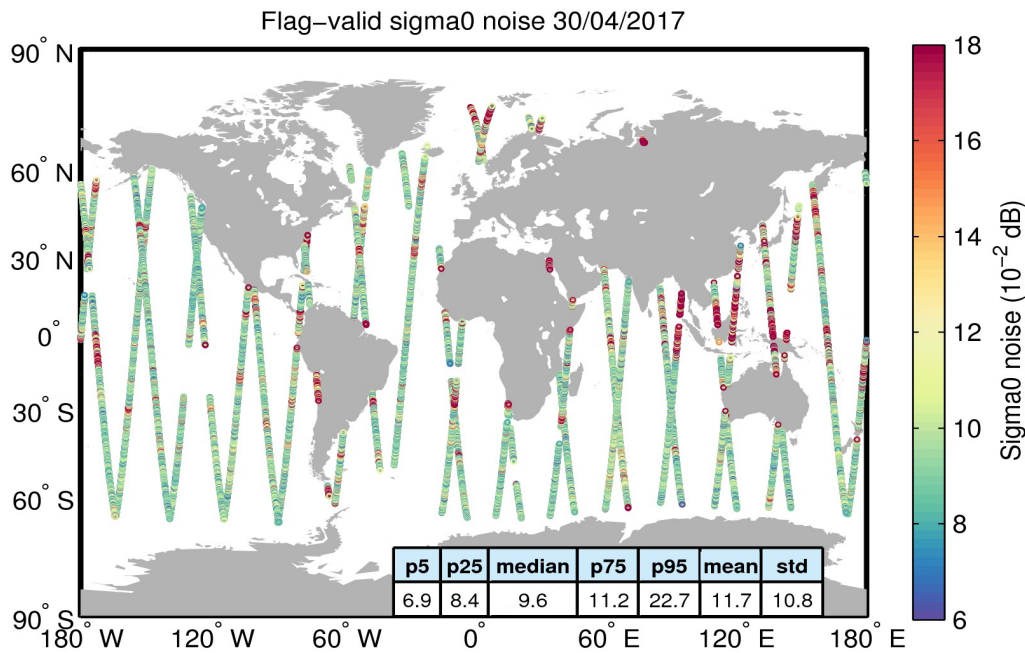 Flag−valid sigma0 noise 30/04/2017
90° N
60° N
30° N
0°
30° S
60° S
90° S
180° W
120° W
60° W
0°
60° E
120° E
180° E
p5 p25 median p75 p95 mean std
6.9 8.4 9.6 11.2 22.7 11.7 10.8
18
16
14
12
10
8
6
Sigma0 noise (10⁻² dB)